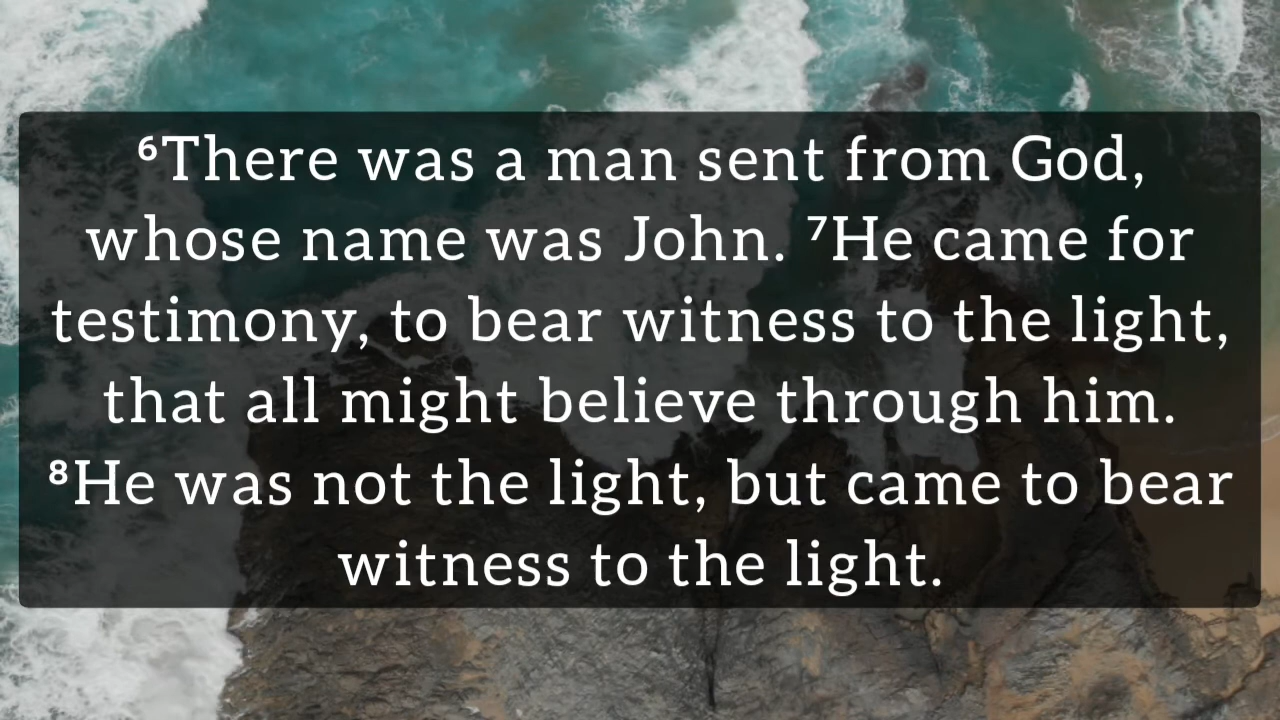 ⁶There was a man sent from God,
whose name was John. ⁷He came for
testimony, to bear witness to the light,
that all might believe through him.
⁸He was not the light, but came to bear
witness to the light.